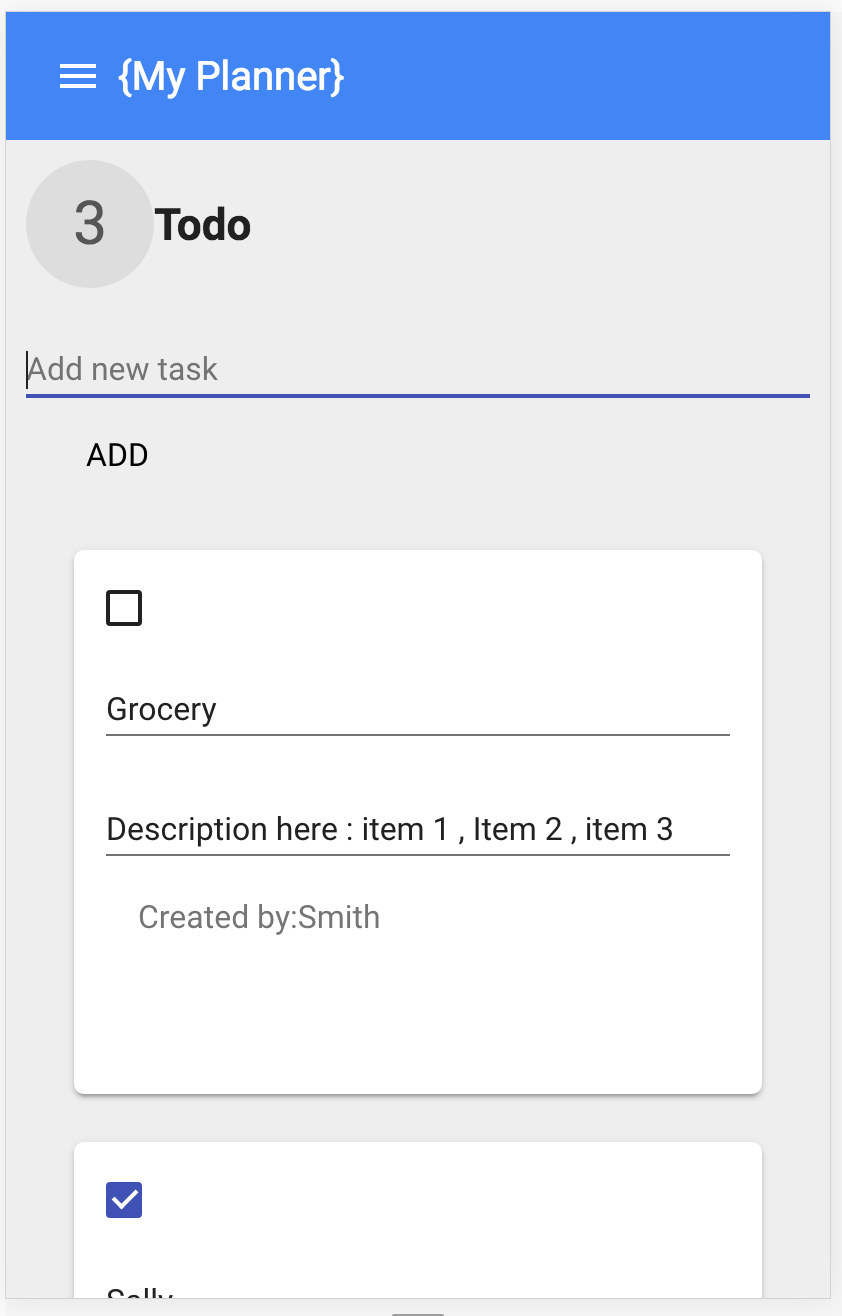 {My Planner}
3 Todo
Add new task
ADD
Grocery
Description here : item 1 , Item 2 , item 3
Created by:Smith